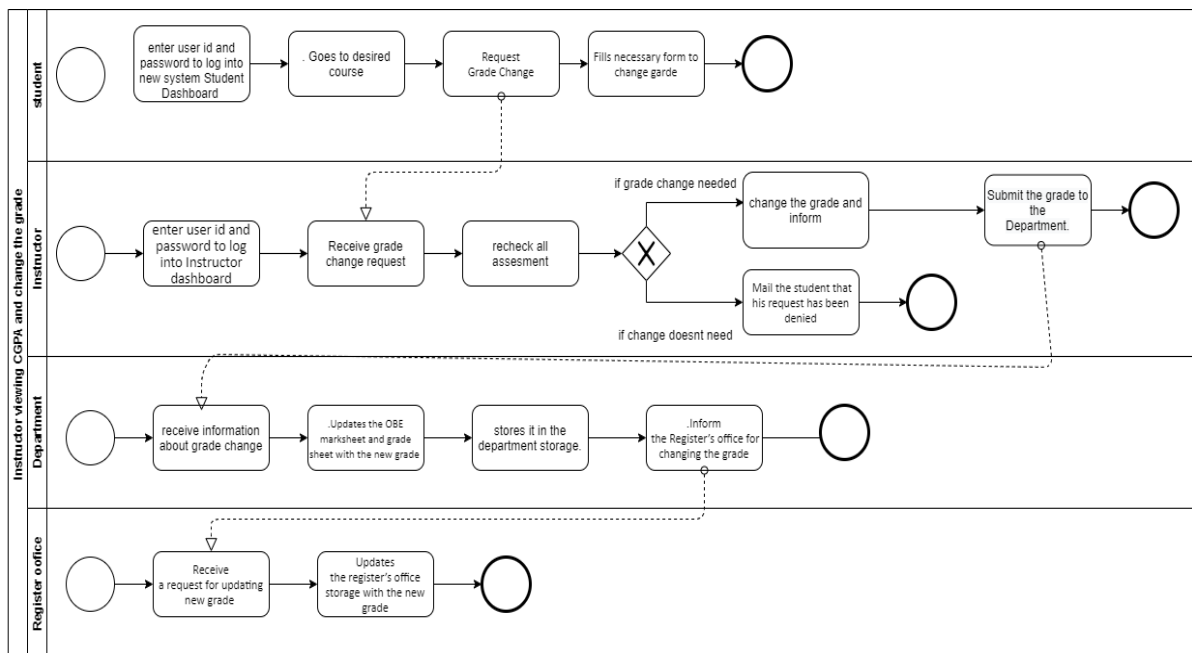 Instructor viewing CGPA and change the grade
student
enter user id and
password to log into
new system Student
Dashboard
. Goes to desired
course
Request
Grade Change
Fills necessary form to
change garde
Instructor
enter user id and
password to log
into Instructor
dashboard
Receive grade
change request
recheck all
assesment
if grade change needed
change the grade and
inform
Submit the grade to
the
Department.
if change doesnt need
Mail the student that
his request has been
denied
Department
receive information
about grade change
.Updates the OBE
marksheet and grade
sheet with the new grade
stores it in the
department storage.
.Inform
the Register's office for
changing the grade
Register oofice
Receive
a request for updating
new grade
Updates
the register's office
storage with the new
grade